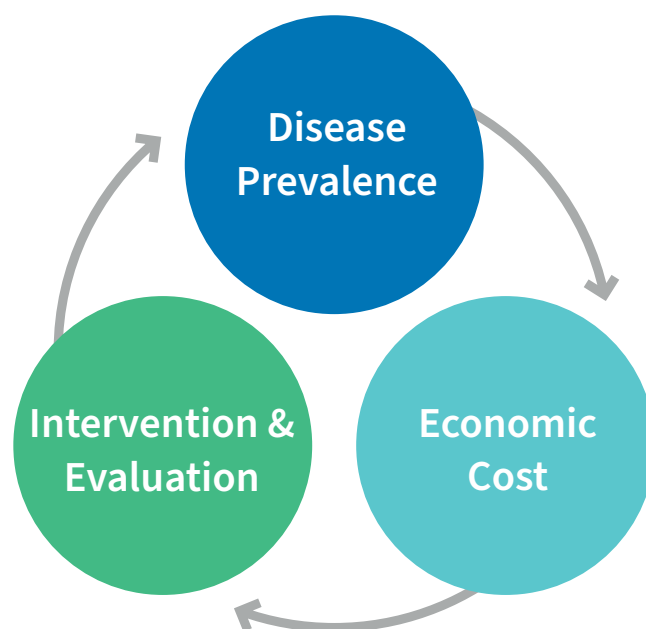 Disease
Prevalence
Intervention &
Evaluation
Economic
Cost